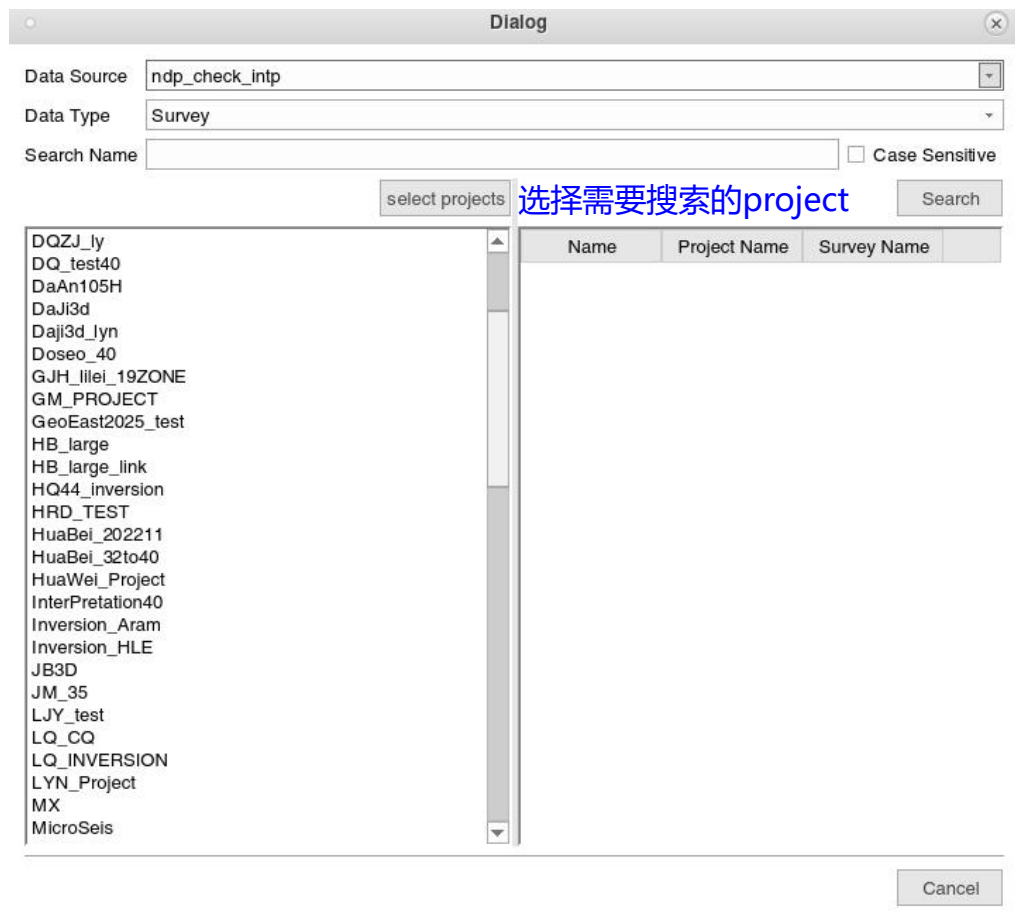 Dialog
Data Source ndp_check_intp
Data Type Survey
Search Name Case Sensitive
select projects 选择需要搜索的project Search
Name Project Name Survey Name
DQZJ_ly
DQ_test40
DaAn105H
DaJi3d
Daji3d_lyn
Doseo_40
GJH_lilei_19ZONE
GM_PROJECT
GeoEast2025_test
HB_large
HB_large_link
HQ44_inversion
HRD_TEST
HuaBei_202211
HuaBei_32to40
HuaWei_Project
InterPretation40
Inversion_Aram
Inversion_HLE
JB3D
JM_35
LJY_test
LQ_CQ
LQ_INVERSION
LYN_Project
MX
MicroSeis
Cancel